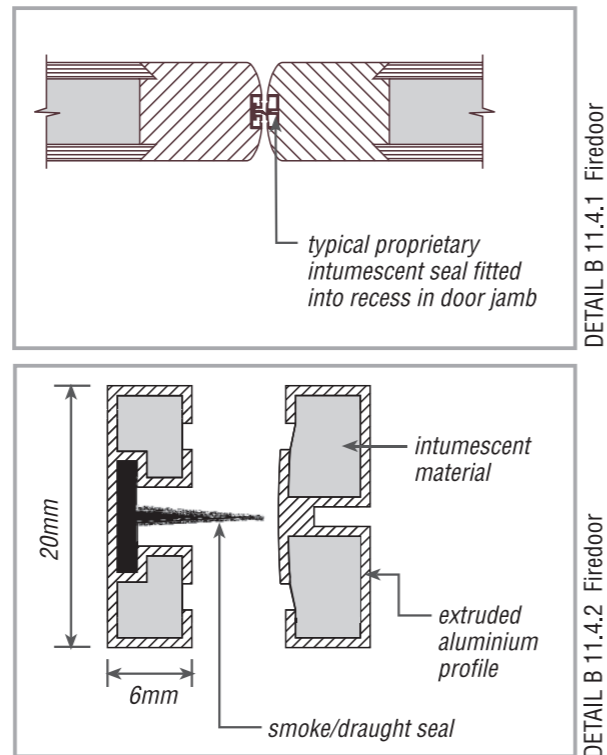 typical proprietary
intumescent seal fitted
into recess in door jamb
DETAIL B 11.4.1 Firedoor
20mm
6mm
intumescent
material
extruded
aluminium
profile
smoke/draught seal
DETAIL B 11.4.2 Firedoor